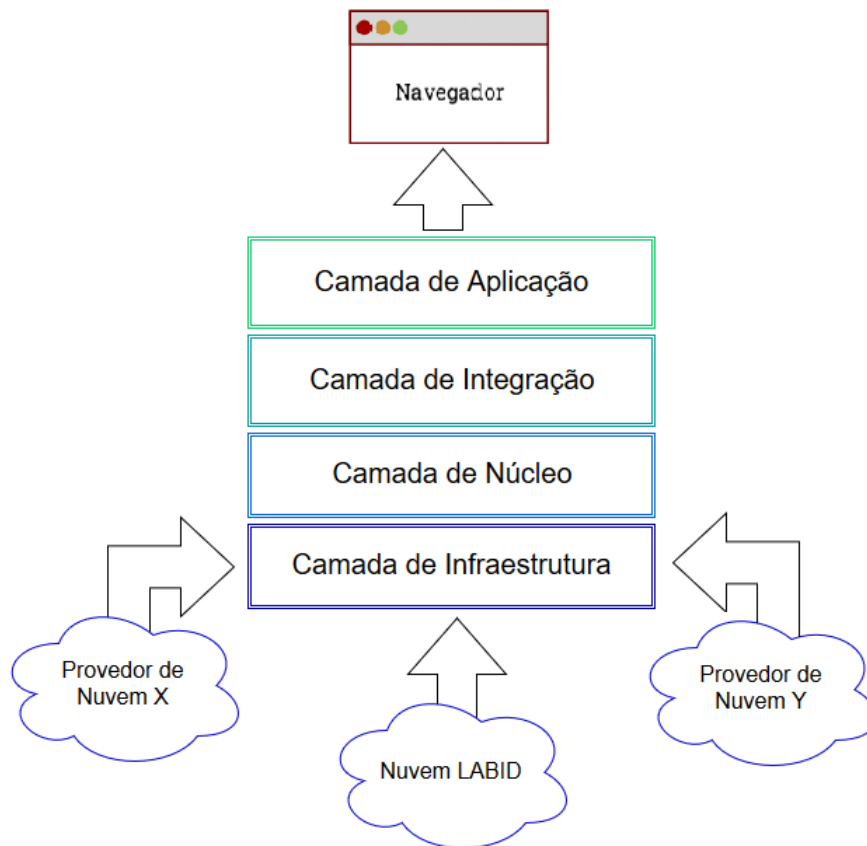 Navegador
Camada de Aplicação
Camada de Integração
Camada de Núcleo
Camada de Infraestrutura
Provedor de
Nuvem X
Provedor de
Nuvem Y
Nuvem LABID